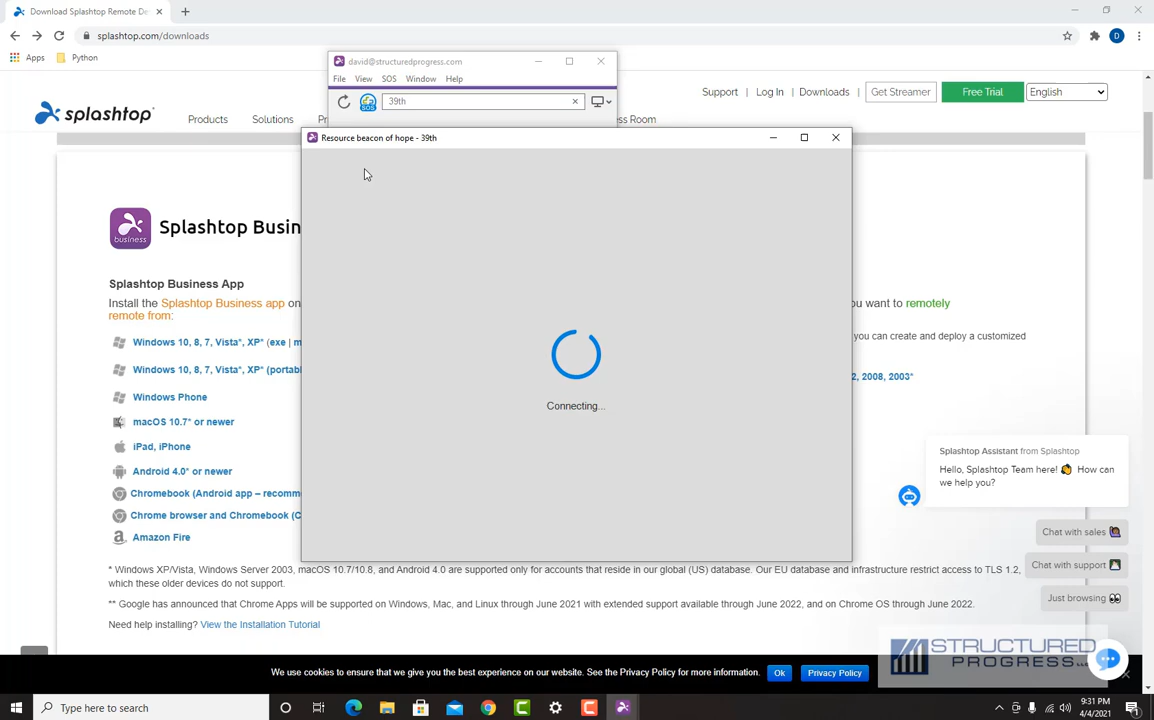 Download Splashtop Remote De
splashtop.com/downloads
D
Apps
Python
david@structuredprogress.com
File View SOS Window Help
SOS
39th
splashtop
Products Solutions
ess Room
Support | Log In | Downloads | Get Streamer Free Trial English
Resource beacon of hope - 39th
Connecting...
business
Splashtop Busin
Splashtop Business App
Install the Splashtop Business app on
remote from:
Windows 10, 8, 7, Vista*, XP* (exe | m
Windows 10, 8, 7, Vista*, XP* (portab
Windows Phone
macOS 10.7* or newer
iPad, iPhone
Android 4.0* or newer
Chromebook (Android app – recomm
Chrome browser and Chromebook (C
Amazon Fire
ou want to remotely
you can create and deploy a customized
2, 2008, 2003*
Splashtop Assistant from Splashtop
Hello, Splashtop Team here! 👏 How can
we help you?
Chat with sales
Chat with support
Just browsing 👀
* Windows XP/Vista, Windows Server 2003, macOS 10.7/10.8, and Android 4.0 are supported only for accounts that reside in our global (US) database. Our EU database and infrastructure restrict access to TLS 1.2,
which these older devices do not support.
** Google has announced that Chrome Apps will be supported on Windows, Mac, and Linux through June 2021 with extended support available through June 2022, and on Chrome OS through June 2022.
Need help installing? View the Installation Tutorial
STRUCTURED
PROGRESS LLC
We use cookies to ensure that we give you the best experience on our website. See the Privacy Policy for more information. Ok Privacy Policy
Type here to search
9:31 PM
4/4/2021
1